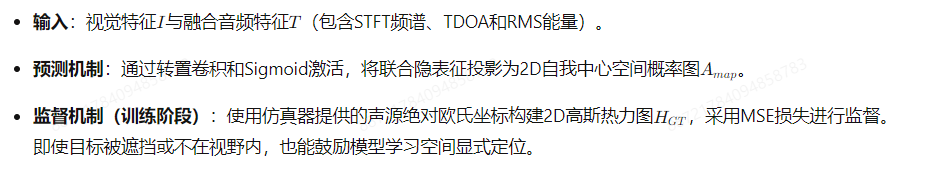 • 输入：视觉特征I与融合音频特征T（包含STFT频谱、TDOA和RMS能量）。
• 预测机制：通过转置卷积和Sigmoid激活，将联合隐表征投影为2D自我中心空间概率图A_map。
• 监督机制（训练阶段）：使用仿真器提供的声源绝对欧氏坐标构建2D高斯热力图H_GT，采用MSE损失进行监督。
即使目标被遮挡或不在视野内，也能鼓励模型学习空间显式定位。